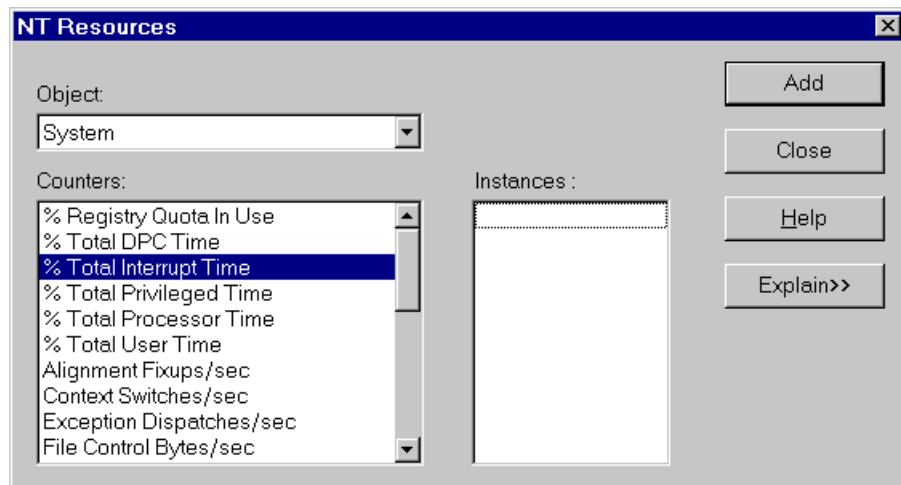 NT Resources
Object:
System
Counters:
% Registry Quota In Use
% Total DPC Time
% Total Interrupt Time
% Total Privileged Time
% Total Processor Time
% Total User Time
Alignment Fixups/sec
Context Switches/sec
Exception Dispatches/sec
File Control Bytes/sec
Instances :
Add
Close
Help
Explain>>